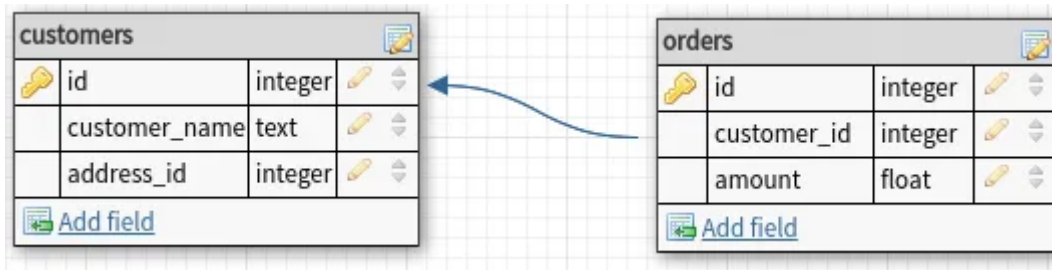 customers
id integer
customer_name text
address_id integer
Add field
orders
id integer
customer_id integer
amount float
Add field